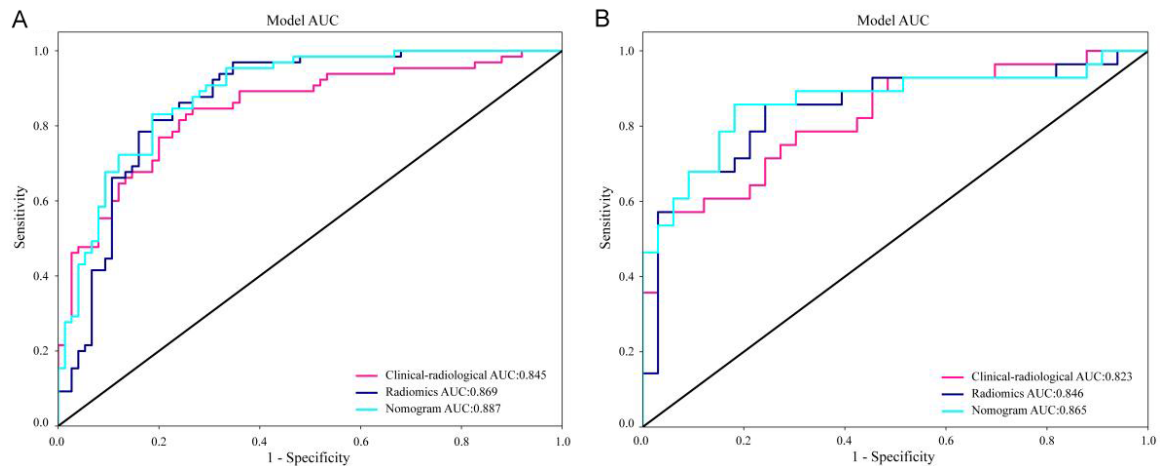 A
Model AUC
1.0
0.8
0.6
0.4
0.2
0.0
Sensitivity
Clinical-radiological AUC:0.845
Radiomics AUC:0.869
Nomogram AUC:0.887
0.0 0.2 0.4 0.6 0.8 1.0
1 - Specificity
B
Model AUC
1.0
0.8
0.6
0.4
0.2
0.0
Sensitivity
Clinical-radiological AUC:0.823
Radiomics AUC:0.846
Nomogram AUC:0.865
0.0 0.2 0.4 0.6 0.8 1.0
1 - Specificity